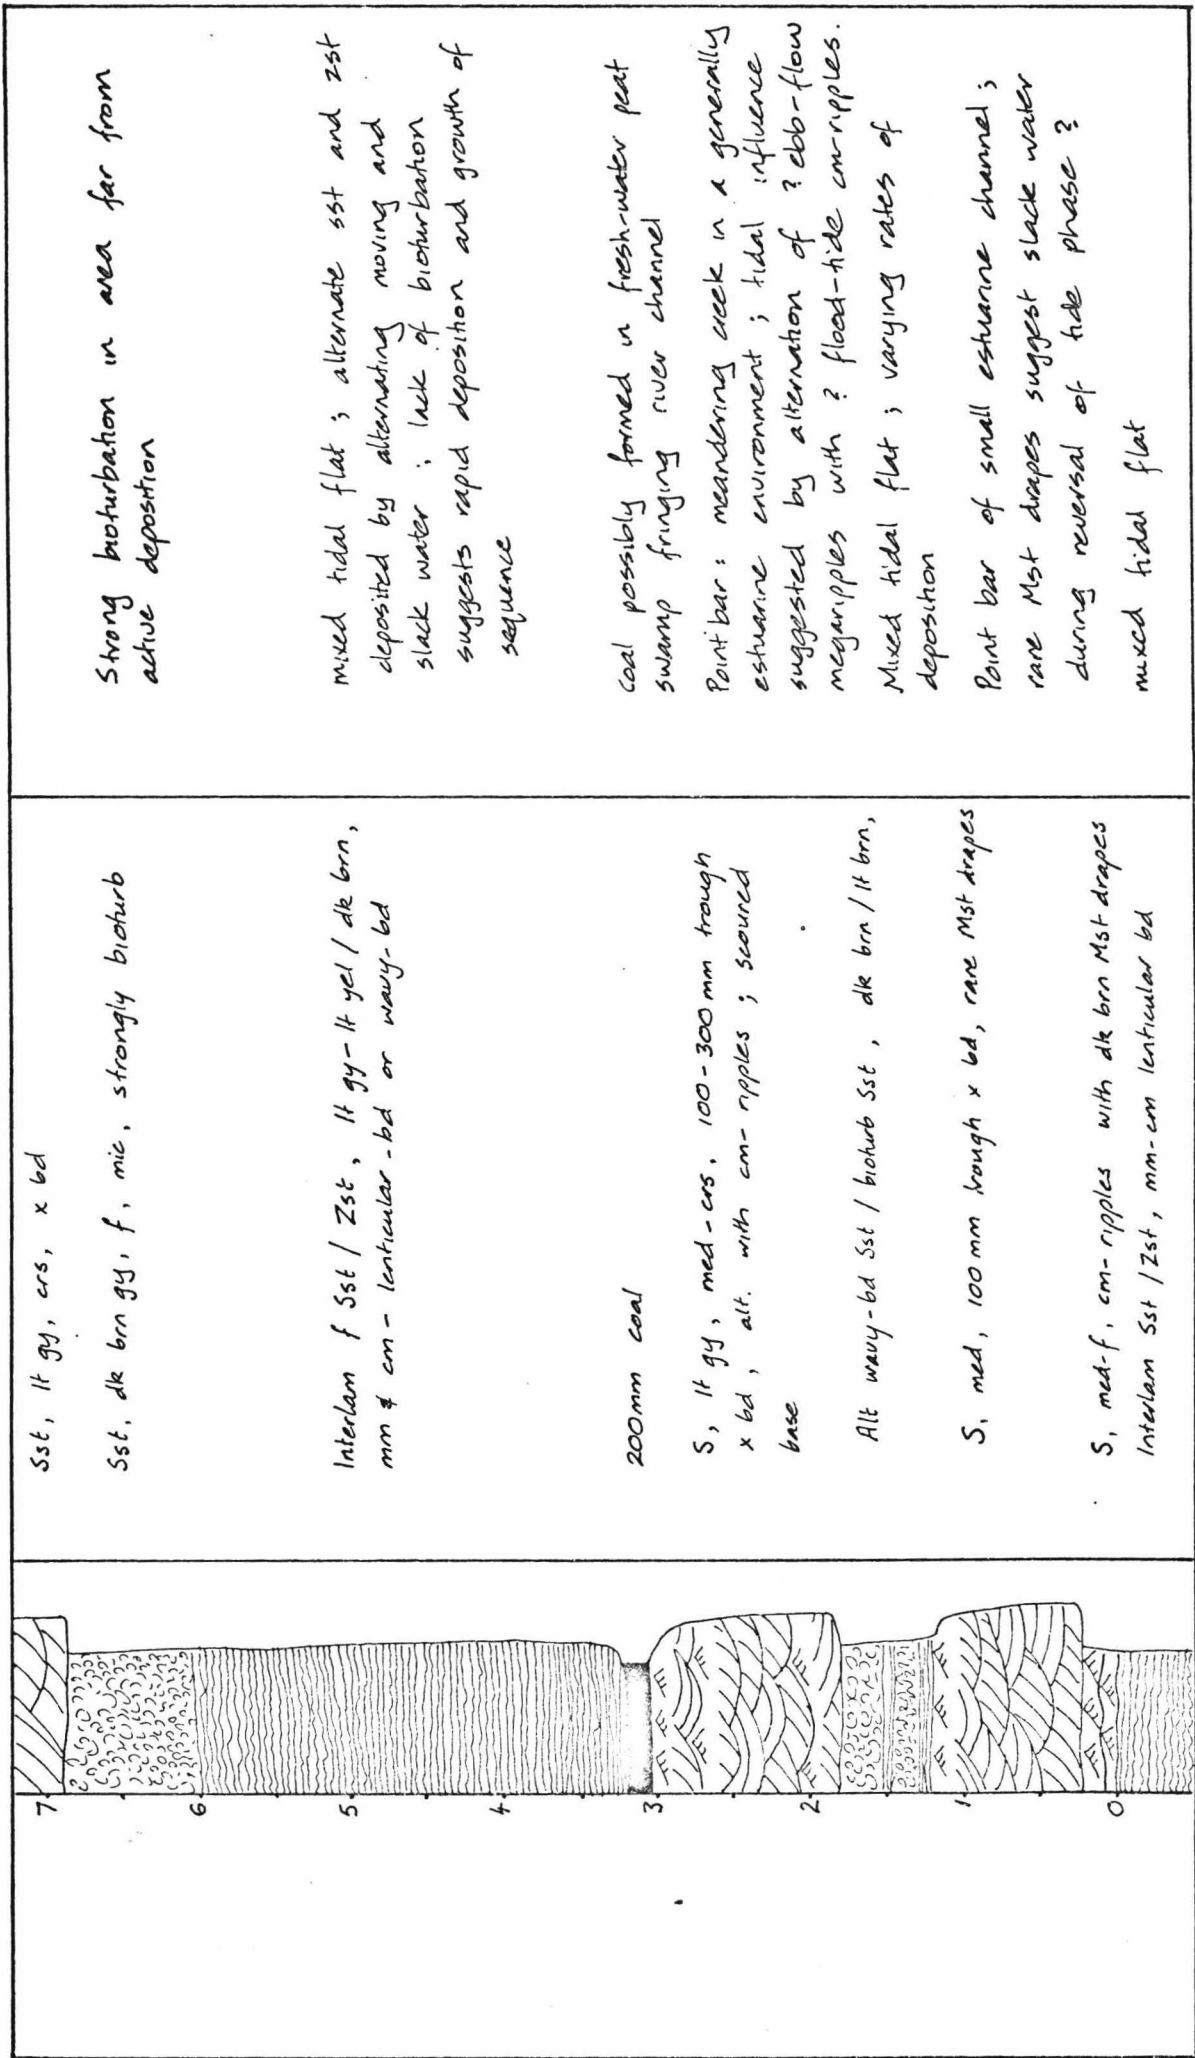 7
6
5
4
3
2
1
0
Sst, lt gy, crs, x bd
Sst, dk brn gy, f, mic, strongly bioturb
Interlam f Sst / Zst, lt gy - lt yel / dk brn,
mm & cm - lenticular - bd or wavy - bd
200mm coal
S, lt gy, med - crs, 100 - 300 mm trough
x bd, alt. with cm - ripples ; scoured
base
Alt wavy - bd Sst / bioturb Sst, dk brn / lt brn,
S, med, 100 mm trough x bd, rare Mst drapes
S, med-f, cm- ripples with dk brn Mst drapes
Interlam Sst / Zst, mm-cm lenticular bd
Strong bioturbation in area far from
active deposition
mixed tidal flat ; alternate sst and zst
deposited by alternating moving and
slack water ; lack of bioturbation
suggests rapid deposition and growth of
sequence
coal possibly formed in fresh-water peat
swamp fringing river channel
Point bar : meandering creek in a generally
estuarine environment ; tidal influence
suggested by alternation of ? ebb-flow
megaripples with ? flood-tide cm-ripples.
Mixed tidal flat ; varying rates of
deposition
Point bar of small estuarine channel ;
rare Mst drapes suggest slack water
during reversal of tide phase ?
mixed tidal flat